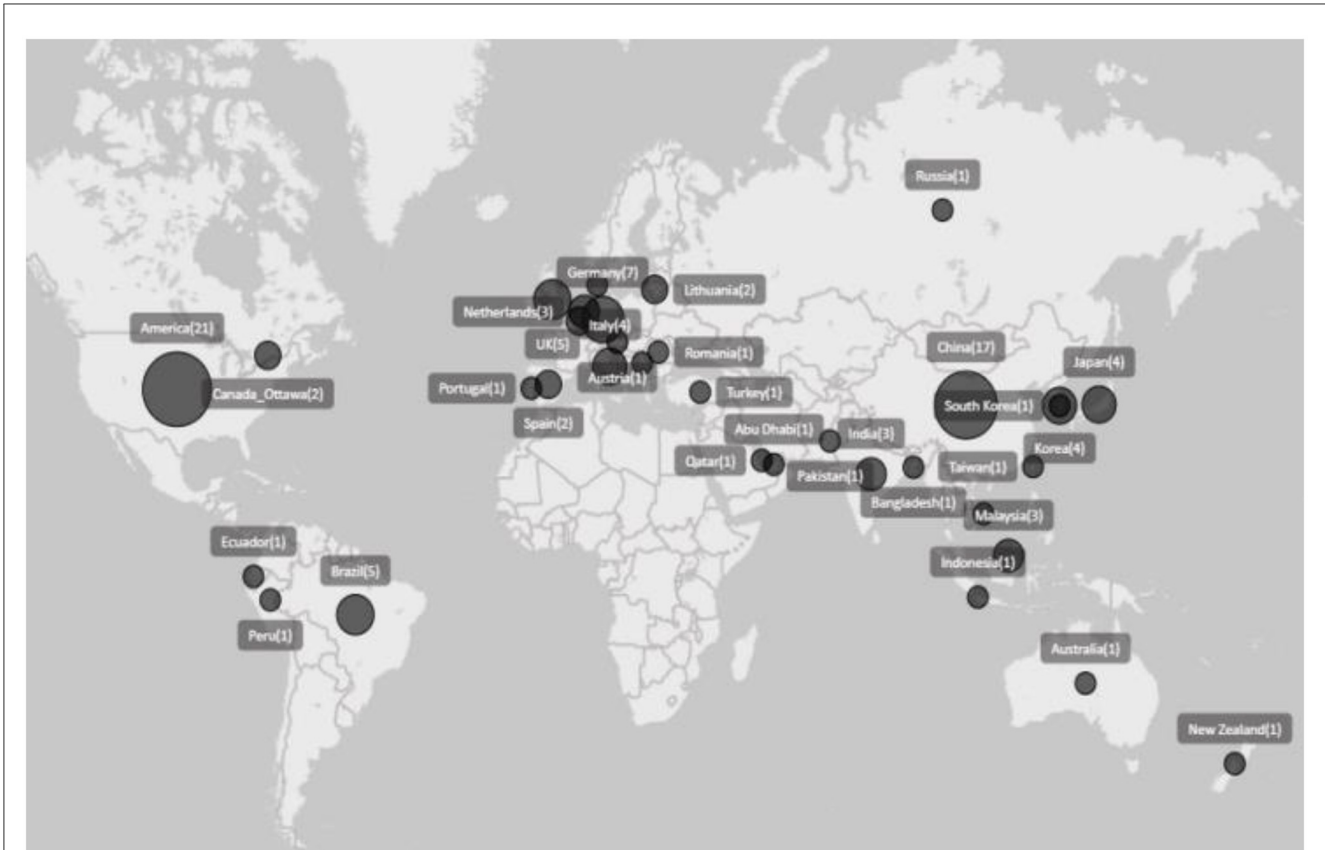 Russia(1)
Germany(7)
Lithuania(2)
Netherlands(3)
America(21)
Italy(4)
UK(5)
Romania(1)
China(17)
Japan(4)
Canada_Ottawa(2)
Portugal(1)
Austria(1)
Turkey(1)
South Korea(1)
Spain(2)
Abu Dhabi(1)
India(3)
Korea(4)
Qatar(1)
Pakistan(1)
Taiwan(1)
Bangladesh(1)
Malaysia(3)
Ecuador(1)
Brazil(5)
Indonesia(1)
Peru(1)
Australia(1)
New Zealand(1)